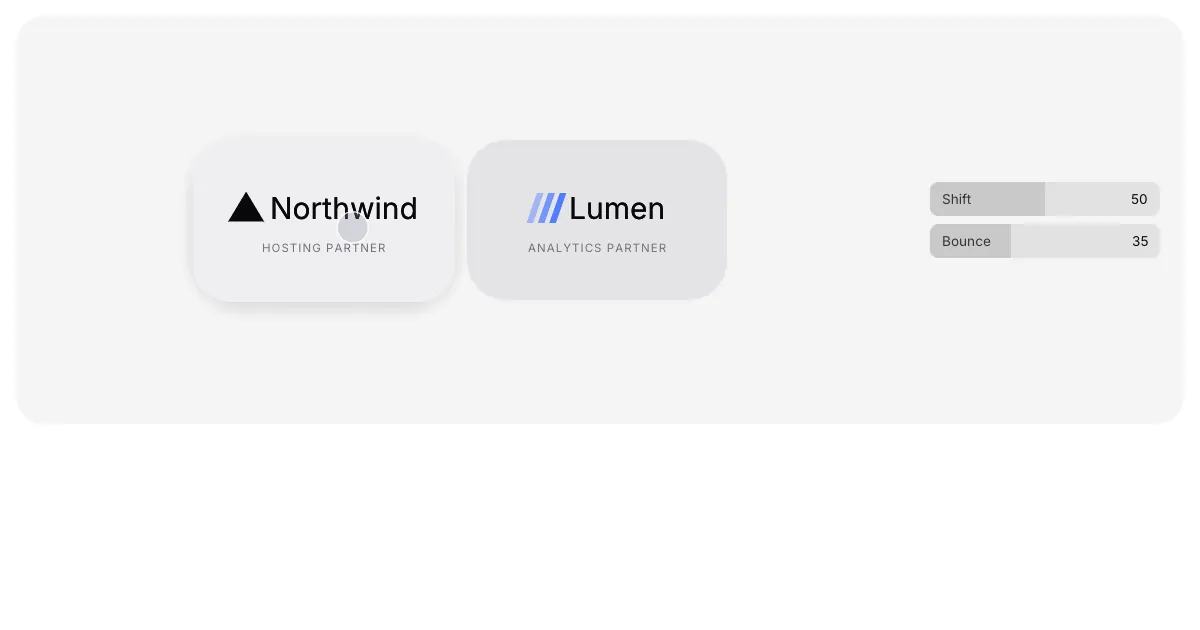 Northwind
HOSTING PARTNER
Lumen
ANALYTICS PARTNER
Shift 50
Bounce 35